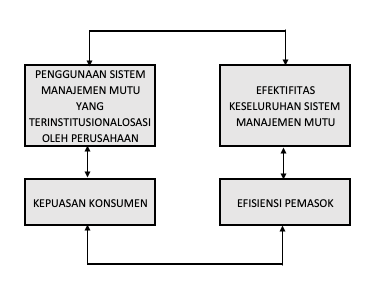 PENGGUNAAN SISTEM
MANAJEMEN MUTU
YANG
TERINSTITUSIONALOSASI
OLEH PERUSAHAAN
EFEKTIFITAS
KESELURUHAN SISTEM
MANAJEMEN MUTU
KEPUASAN KONSUMEN
EFISIENSI PEMASOK